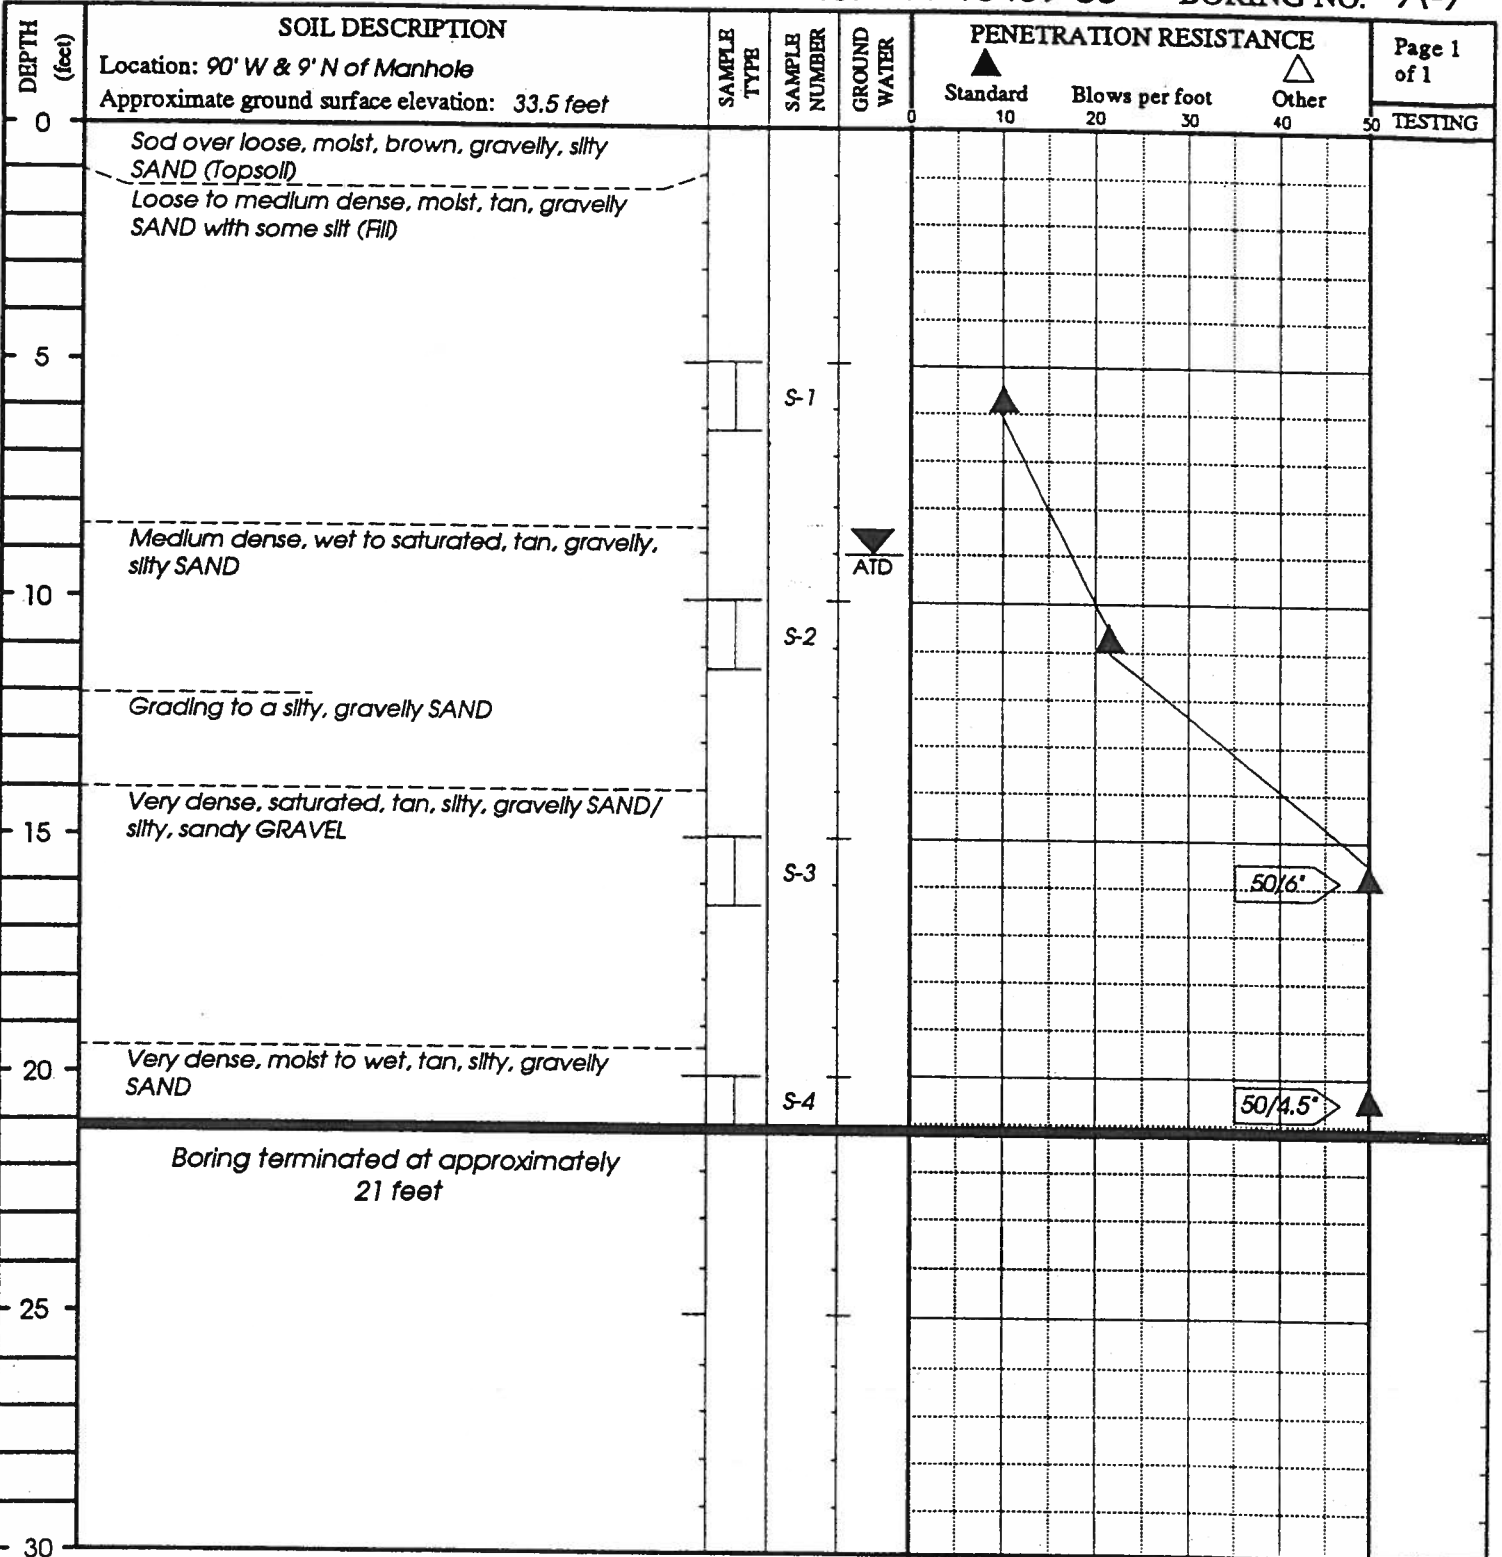 BORING NO.
DEPTH
(feet)
SOIL DESCRIPTION
Location: 90' W & 9' N of Manhole
Approximate ground surface elevation: 33.5 feet
SAMPLE
TYPE
SAMPLE
NUMBER
GROUND
WATER
PENETRATION RESISTANCE
Standard
Blows per foot
Other
Page 1
of 1
TESTING
0 10 20 30 40 50
0
Sod over loose, moist, brown, gravelly, silty
SAND (Topsoil)
Loose to medium dense, moist, tan, gravelly
SAND with some silt (Fill)
5
S-1
Medium dense, wet to saturated, tan, gravelly,
silty SAND
ATD
10
S-2
Grading to a silty, gravelly SAND
Very dense, saturated, tan, silty, gravelly SAND/
silty, sandy GRAVEL
15
S-3
50/6"
Very dense, moist to wet, tan, silty, gravelly
SAND
20
S-4
50/4.5"
Boring terminated at approximately
21 feet
25
30